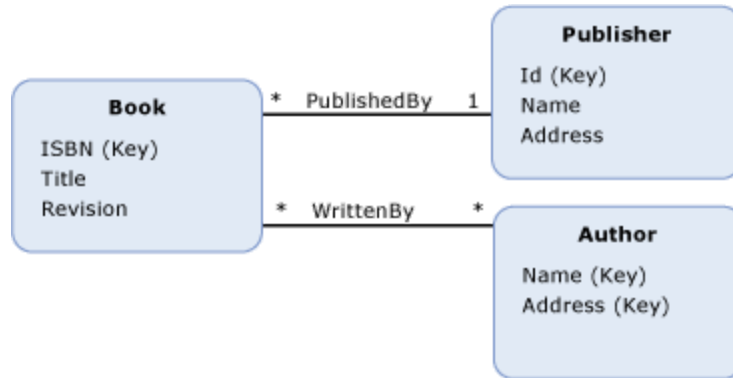 Book
ISBN (Key)
Title
Revision
* PublishedBy 1
Publisher
Id (Key)
Name
Address
* WrittenBy *
Author
Name (Key)
Address (Key)